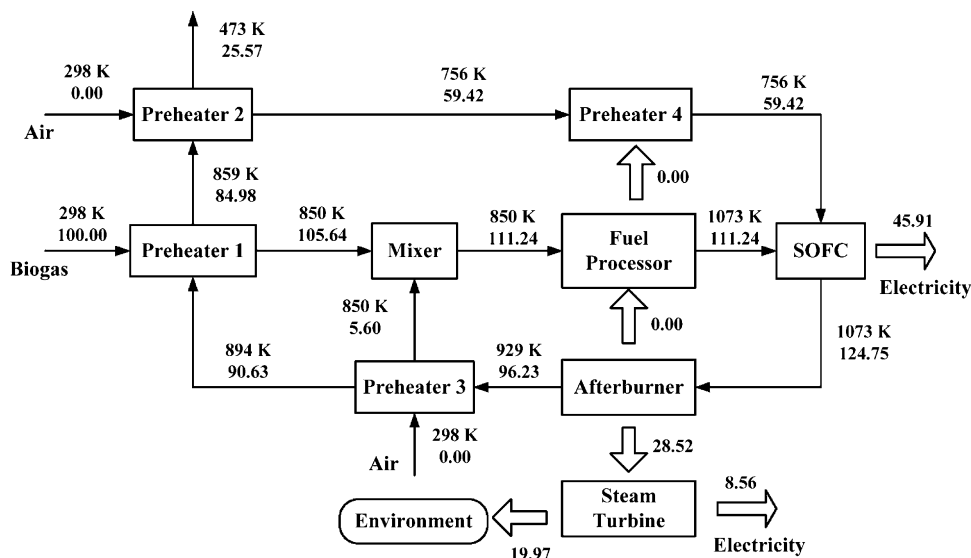 473 K
25.57
298 K
0.00
Air
Preheater 2
756 K
59.42
Preheater 4
756 K
59.42
859 K
84.98
0.00
298 K
100.00
Biogas
Preheater 1
850 K
105.64
Mixer
850 K
111.24
Fuel
Processor
1073 K
111.24
SOFC
45.91
Electricity
850 K
5.60
0.00
1073 K
124.75
894 K
90.63
Preheater 3
929 K
96.23
Afterburner
298 K
0.00
Air
28.52
Environment
19.97
Steam
Turbine
8.56
Electricity